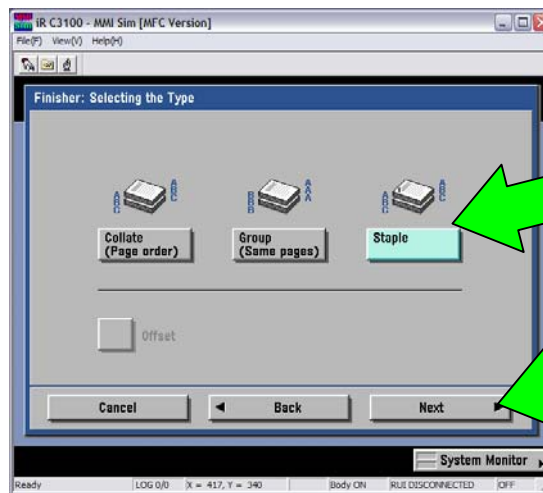 iR C3100 - MMI Sim [MFC Version]
File(F) View(V) Help(H)
Finisher: Selecting the Type
A B C A B C B B B A A A A B C A B C
Collate (Page order) Group (Same pages) Staple
Offset
Cancel ◄ Back Next ►
System Monitor
Ready LOG 0/0 X = 417, Y = 340 Body ON RUI DISCONNECTED OFF